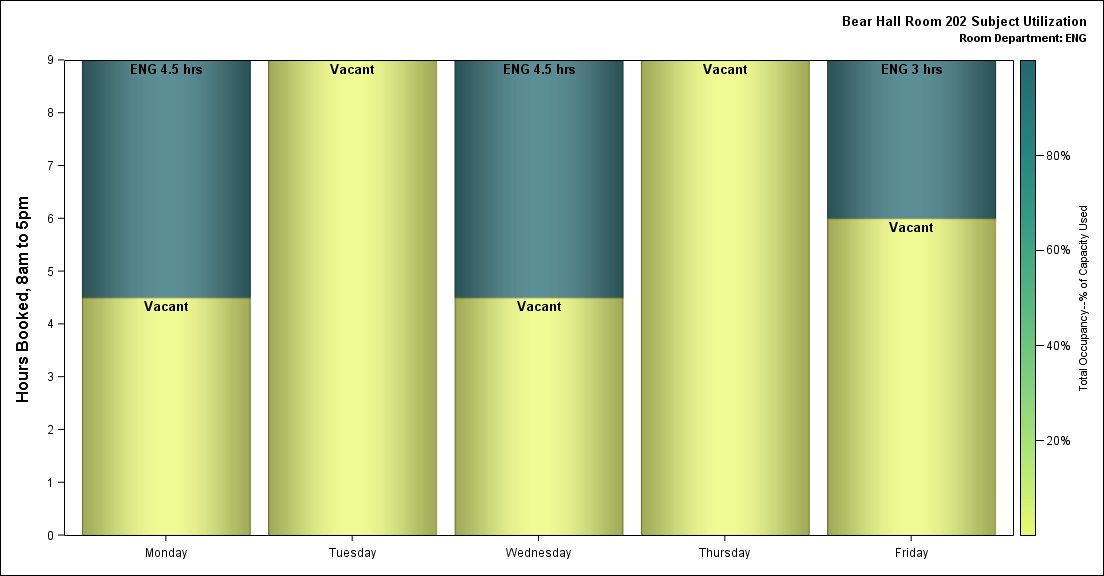 Bear Hall Room 202 Subject Utilization
Room Department: ENG
Hours Booked, 8am to 5pm
9
8
7
6
5
4
3
2
1
0
ENG 4.5 hrs
Vacant
Vacant
ENG 4.5 hrs
Vacant
Vacant
ENG 3 hrs
Vacant
Monday
Tuesday
Wednesday
Thursday
Friday
80%
60%
40%
20%
Total Occupancy--% of Capacity Used